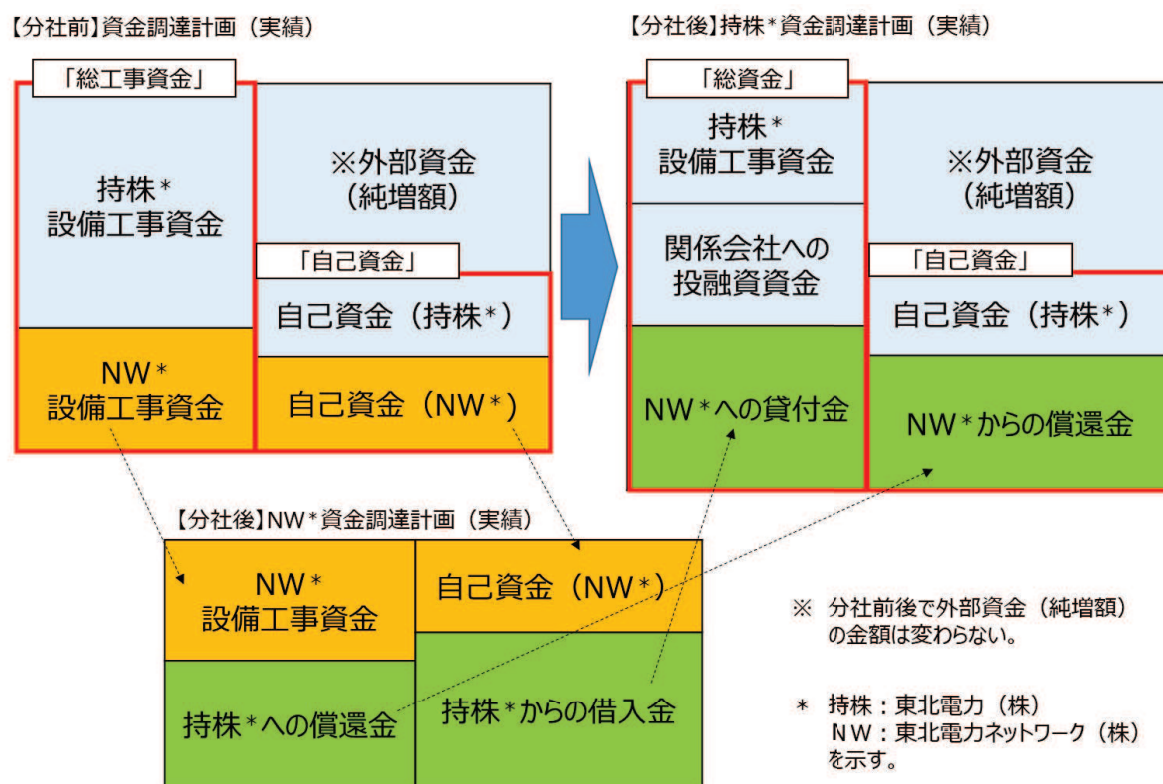 【分社前】資金調達計画（実績）
「総工事資金」
持株*
設備工事資金
※外部資金
（純増額）
「自己資金」
自己資金（持株*）
NW*
設備工事資金
自己資金（NW*）
【分社後】持株*資金調達計画（実績）
「総資金」
持株*
設備工事資金
関係会社への
投融資資金
※外部資金
（純増額）
「自己資金」
自己資金（持株*）
NW*への貸付金
NW*からの償還金
【分社後】NW*資金調達計画（実績）
NW*
設備工事資金
自己資金（NW*）
持株*への償還金
持株*からの借入金
※ 分社前後で外部資金（純増額）
の金額は変わらない。
* 持株：東北電力（株）
NW：東北電力ネットワーク（株）
を示す。